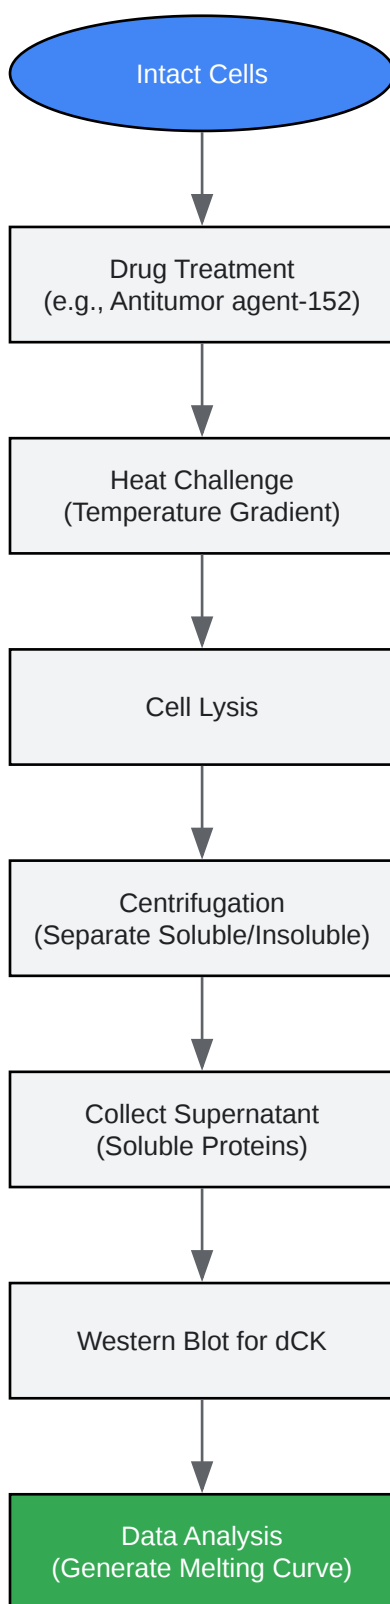 Intact Cells
Drug Treatment
(e.g., Antitumor agent-152)
Heat Challenge
(Temperature Gradient)
Cell Lysis
Centrifugation
(Separate Soluble/Insoluble)
Collect Supernatant
(Soluble Proteins)
Western Blot for dCK
Data Analysis
(Generate Melting Curve)